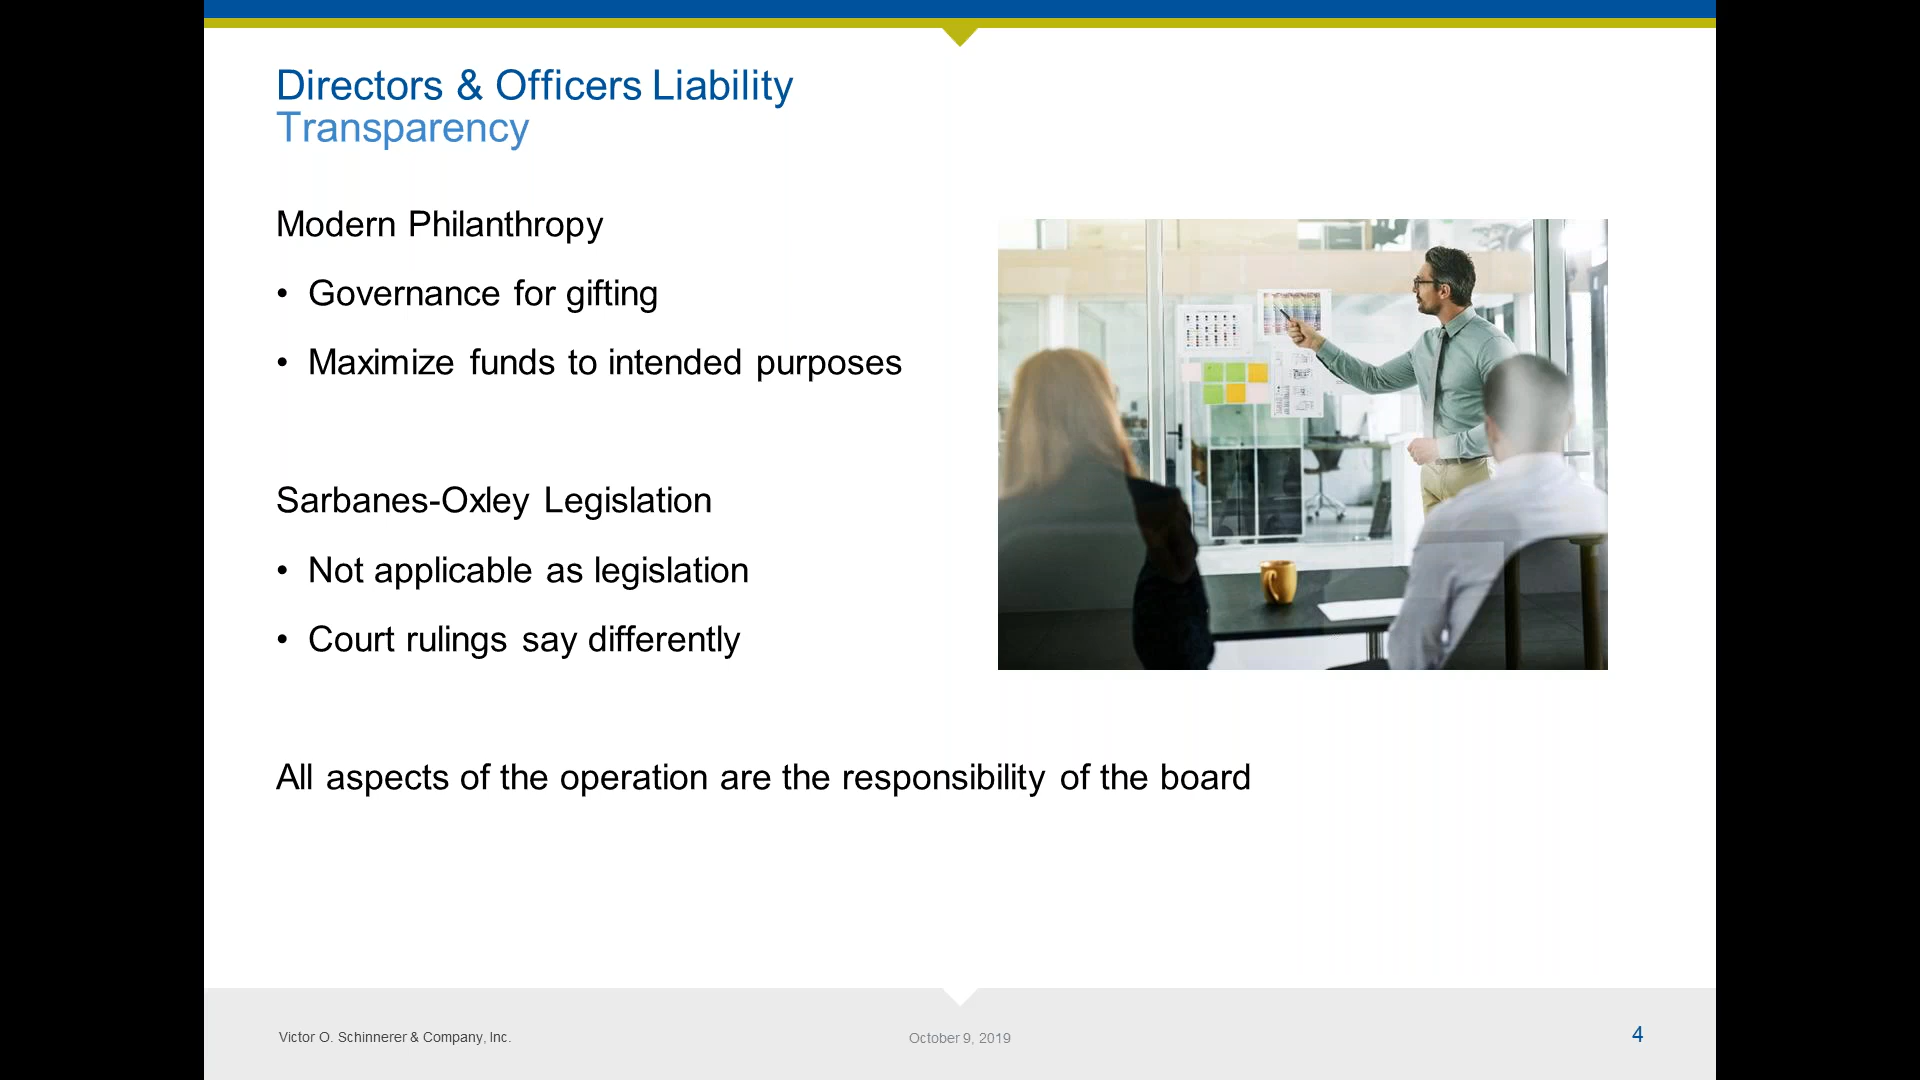 Directors & Officers Liability
Transparency
Modern Philanthropy
• Governance for gifting
• Maximize funds to intended purposes
Sarbanes-Oxley Legislation
• Not applicable as legislation
• Court rulings say differently
All aspects of the operation are the responsibility of the board
Victor O. Schinnerer & Company, Inc.
October 9, 2019
4